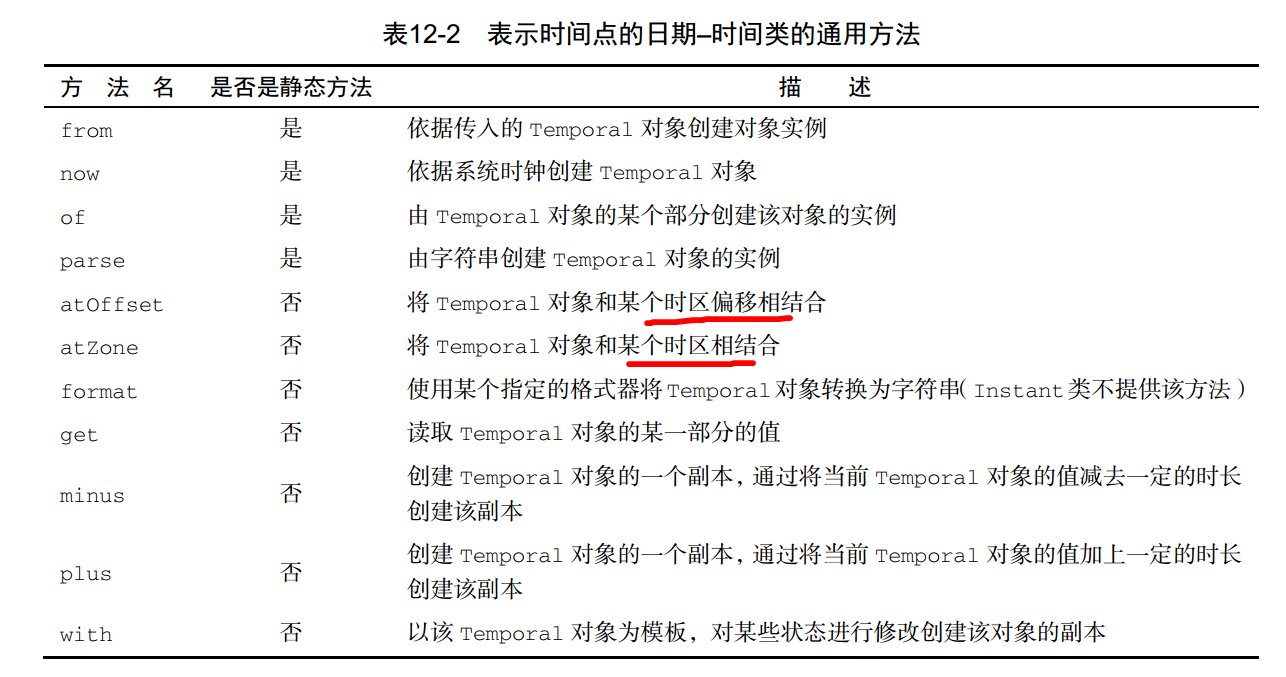 表12-2 表示时间点的日期–时间类的通用方法
方 法 名 是否是静态方法 描 述
from 是 依据传入的 Temporal 对象创建对象实例
now 是 依据系统时钟创建 Temporal 对象
of 是 由 Temporal 对象的某个部分创建该对象的实例
parse 是 由字符串创建 Temporal 对象的实例
atOffset 否 将 Temporal 对象和某个时区偏移相结合
atZone 否 将 Temporal 对象和某个时区相结合
format 否 使用某个指定的格式器将 Temporal 对象转换为字符串( Instant 类不提供该方法 )
get 否 读取 Temporal 对象的某一部分的值
minus 否 创建 Temporal 对象的一个副本, 通过将当前 Temporal 对象的值减去一定的时长
创建该副本
plus 否 创建 Temporal 对象的一个副本, 通过将当前 Temporal 对象的值加上一定的时长
创建该副本
with 否 以该 Temporal 对象为模板, 对某些状态进行修改创建该对象的副本